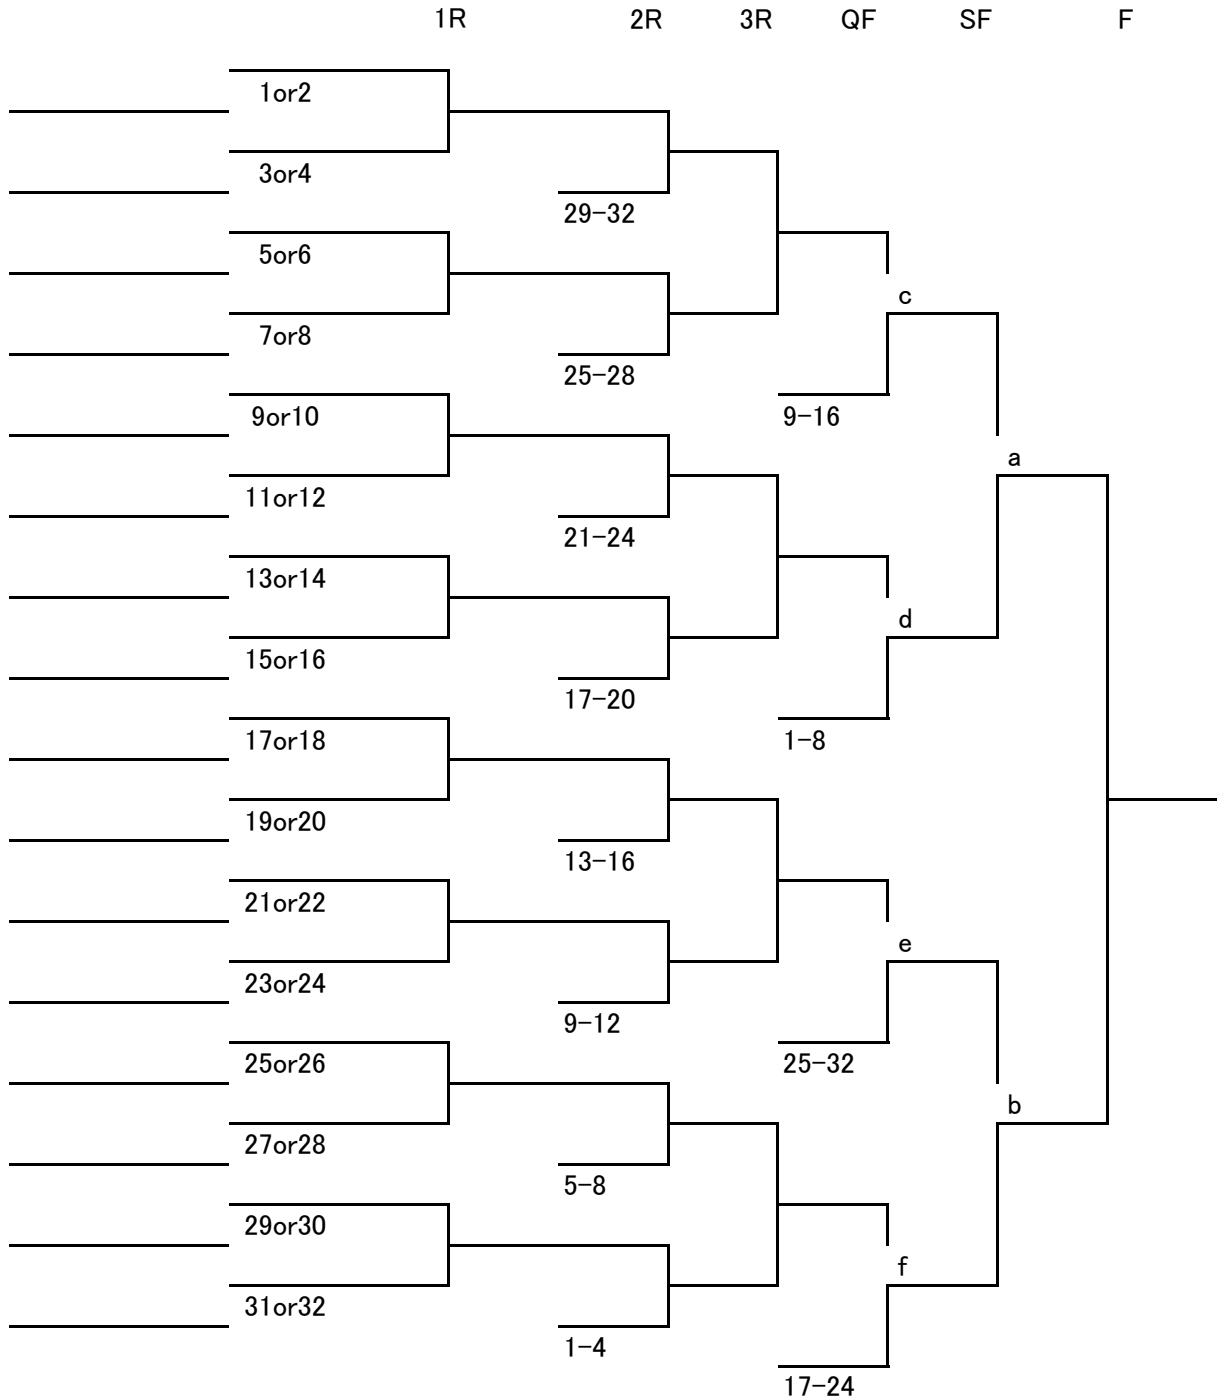 1R 2R 3R QF SF F
1or2
3or4
29-32
5or6
c
7or8
25-28
9or10
9-16
a
11or12
21-24
13or14
d
15or16
17-20
17or18
1-8
19or20
13-16
21or22
e
23or24
9-12
25or26
25-32
b
27or28
5-8
29or30
f
31or32
1-4
17-24